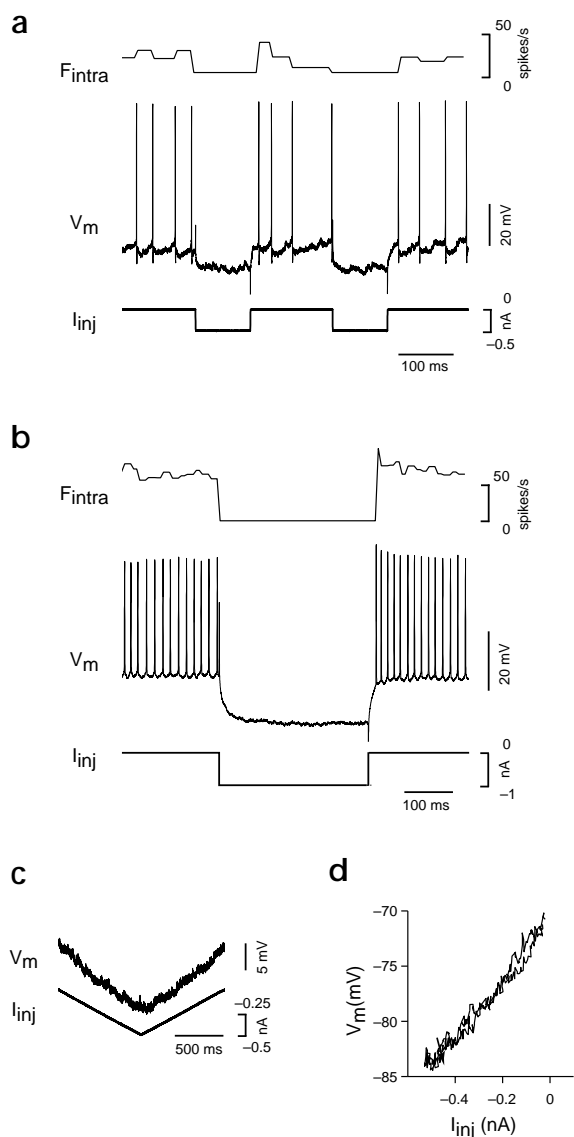 a
50
spikes/s
0
Fintra
Vm
20 mV
0
nA
−0.5
Iinj
100 ms
b
50
spikes/s
0
Fintra
Vm
20 mV
0
nA
−1
Iinj
100 ms
c
Vm
5 mV
Iinj
−0.25
nA
−0.5
500 ms
d
−70
−75
−80
−85
Vm(mV)
−0.4
−0.2
0
Iinj (nA)